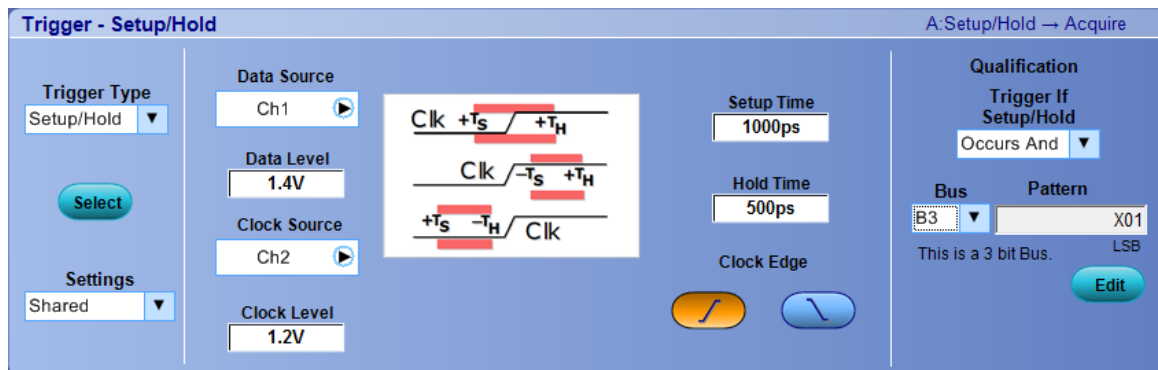 Trigger - Setup/Hold
A:Setup/Hold → Acquire
Trigger Type
Setup/Hold
Select
Settings
Shared
Data Source
Ch1
Data Level
1.4V
Clock Source
Ch2
Clock Level
1.2V
Clk +TS +TH
Clk –TS +TH
+TS –TH Clk
Setup Time
1000ps
Hold Time
500ps
Clock Edge
Qualification
Trigger If
Setup/Hold
Occurs And
Bus Pattern
B3 X01
This is a 3 bit Bus. LSB
Edit